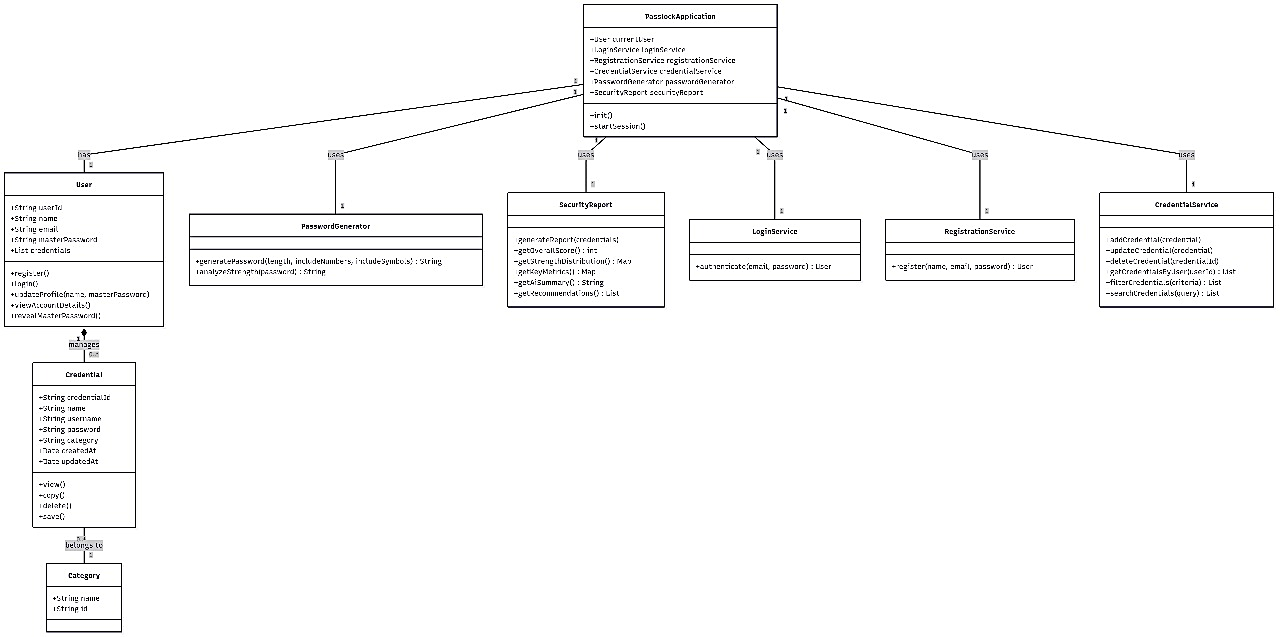 PasslockApplication
+User currentUser
+LoginService loginService
+RegistrationService registrationService
+CredentialService credentialService
+PasswordGenerator passwordGenerator
+SecurityReport securityReport
+init()
+startSession()
1
1
1
1
1
1
has
uses
uses
uses
uses
uses
1
1
1
1
1
1
User
+String userId
+String name
+String email
+String masterPassword
+List credentials
+register()
+login()
+updateProfile(name, masterPassword)
+viewAccountDetails()
+revealMasterPassword()
PasswordGenerator
+generatePassword(length, includeNumbers, includeSymbols) : String
+analyzeStrength(password) : String
SecurityReport
+generateReport(credentials)
+getOverallScore() : int
+getStrengthDistribution() : Map
+getKeyMetrics() : Map
+getAiSummary() : String
+getRecommendations() : List
LoginService
+authenticate(email, password) : User
RegistrationService
+register(name, email, password) : User
CredentialService
+addCredential(credential)
+updateCredential(credential)
+deleteCredential(credentialId)
+getCredentialsByUser(userId) : List
+filterCredentials(criteria) : List
+searchCredentials(query) : List
1
manages
Credential
+String credentialId
+String name
+String username
+String password
+String category
+Date createdAt
+Date updatedAt
+view()
+copy()
+delete()
+save()
belongs to
1
Category
+String name
+String id